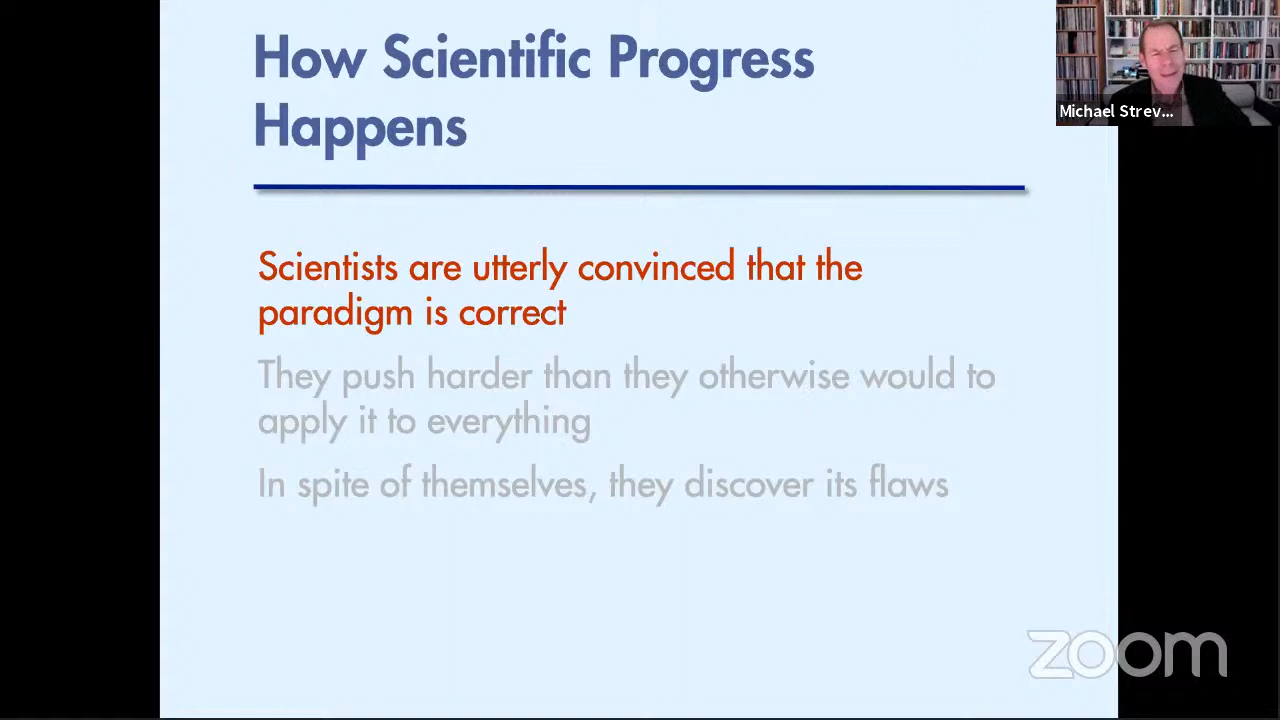 How Scientific Progress
Happens
Michael Strev...
Scientists are utterly convinced that the
paradigm is correct
They push harder than they otherwise would to
apply it to everything
In spite of themselves, they discover its flaws
zoom